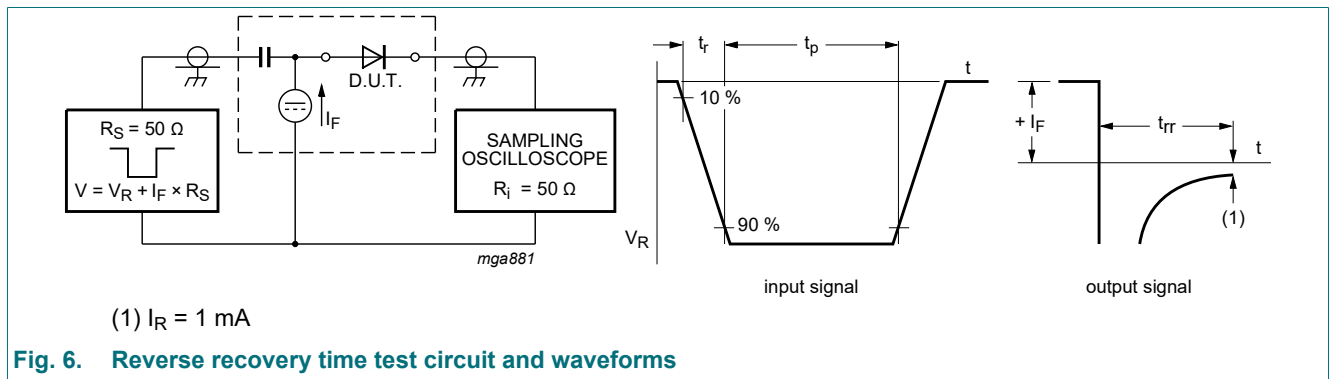 D.U.T.
I_F
R_S = 50 Ω
V = V_R + I_F × R_S
SAMPLING
OSCILLOSCOPE
R_i = 50 Ω
mga881
t_r
t_p
t
10 %
90 %
V_R
input signal
+ I_F
t_rr
t
(1)
output signal
(1) I_R = 1 mA
Fig. 6. Reverse recovery time test circuit and waveforms